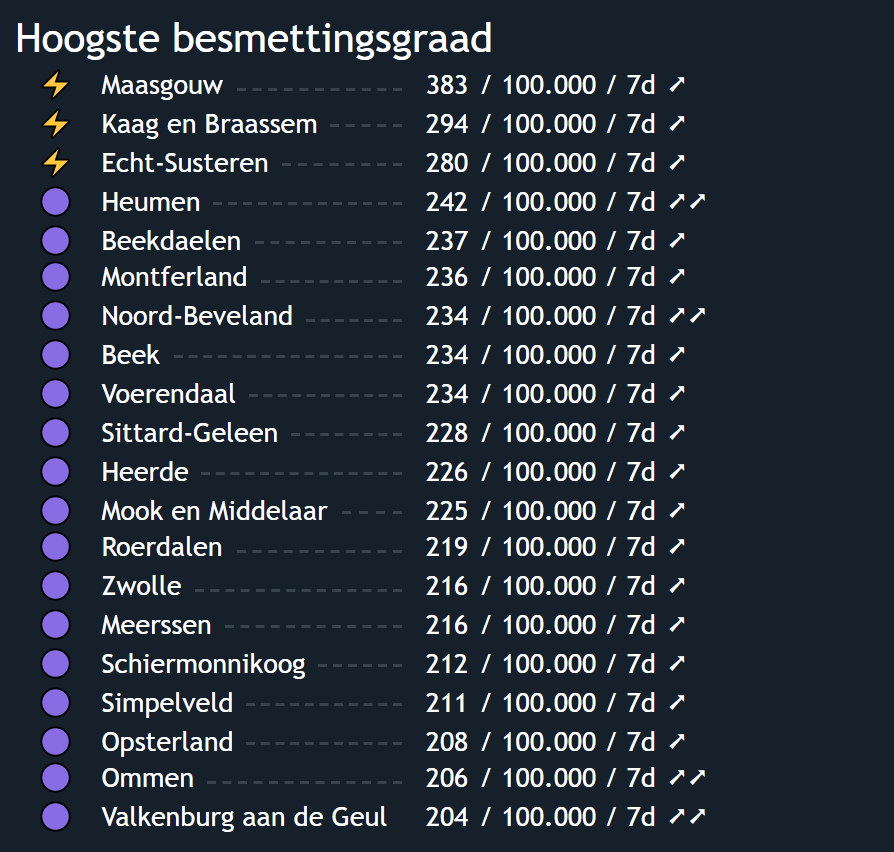 Hoogste besmettingsgraad
⚡ Maasgouw 383 / 100.000 / 7d ➚
⚡ Kaag en Braassem 294 / 100.000 / 7d ➚
⚡ Echt-Susteren 280 / 100.000 / 7d ➚
🟣 Heumen 242 / 100.000 / 7d ➚➚
🟣 Beekdaelen 237 / 100.000 / 7d ➚
🟣 Montferland 236 / 100.000 / 7d ➚
🟣 Noord-Beveland 234 / 100.000 / 7d ➚➚
🟣 Beek 234 / 100.000 / 7d ➚
🟣 Voerendaal 234 / 100.000 / 7d ➚
🟣 Sittard-Geleen 228 / 100.000 / 7d ➚
🟣 Heerde 226 / 100.000 / 7d ➚
🟣 Mook en Middelaar 225 / 100.000 / 7d ➚
🟣 Roerdalen 219 / 100.000 / 7d ➚
🟣 Zwolle 216 / 100.000 / 7d ➚
🟣 Meerssen 216 / 100.000 / 7d ➚
🟣 Schiermonnikoog 212 / 100.000 / 7d ➚
🟣 Simpelveld 211 / 100.000 / 7d ➚
🟣 Opsterland 208 / 100.000 / 7d ➚
🟣 Ommen 206 / 100.000 / 7d ➚➚
🟣 Valkenburg aan de Geul 204 / 100.000 / 7d ➚➚